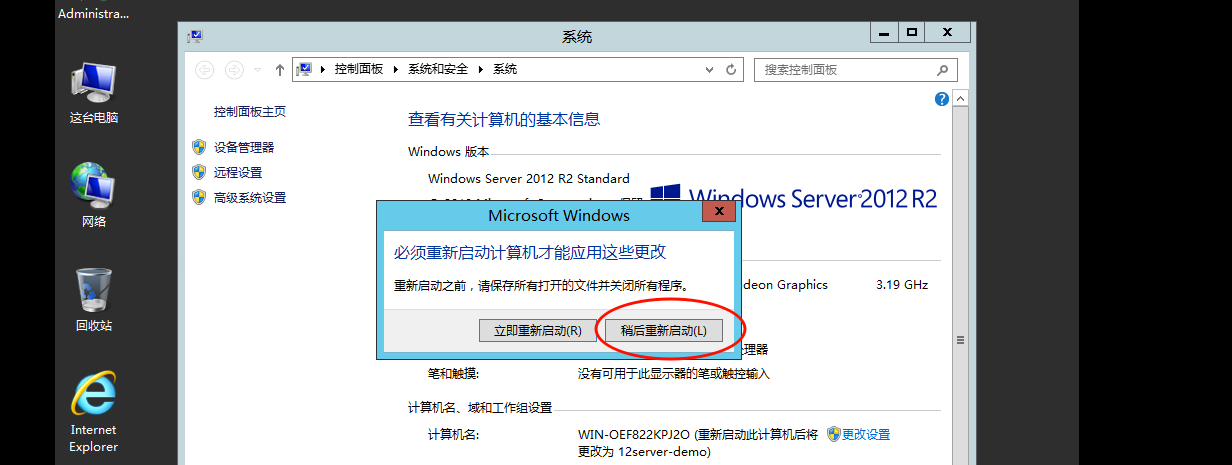 Administra...
系统
控制面板 系统和安全 系统
搜索控制面板
这台电脑
控制面板主页
设备管理器
远程设置
高级系统设置
查看有关计算机的基本信息
Windows 版本
Windows Server 2012 R2 Standard
Windows Server 2012 R2
网络
Microsoft Windows
必须重新启动计算机才能应用这些更改
重新启动之前，请保存所有打开的文件并关闭所有程序。
立即重新启动(R)
稍后重新启动(L)
deon Graphics 3.19 GHz
回收站
处理器
笔和触摸: 没有可用于此显示器的笔或触控输入
计算机名、域和工作组设置
计算机名: WIN-OEF822KPJ2O (重新启动此计算机后将
更改为 12server-demo)
更改设置
Internet
Explorer